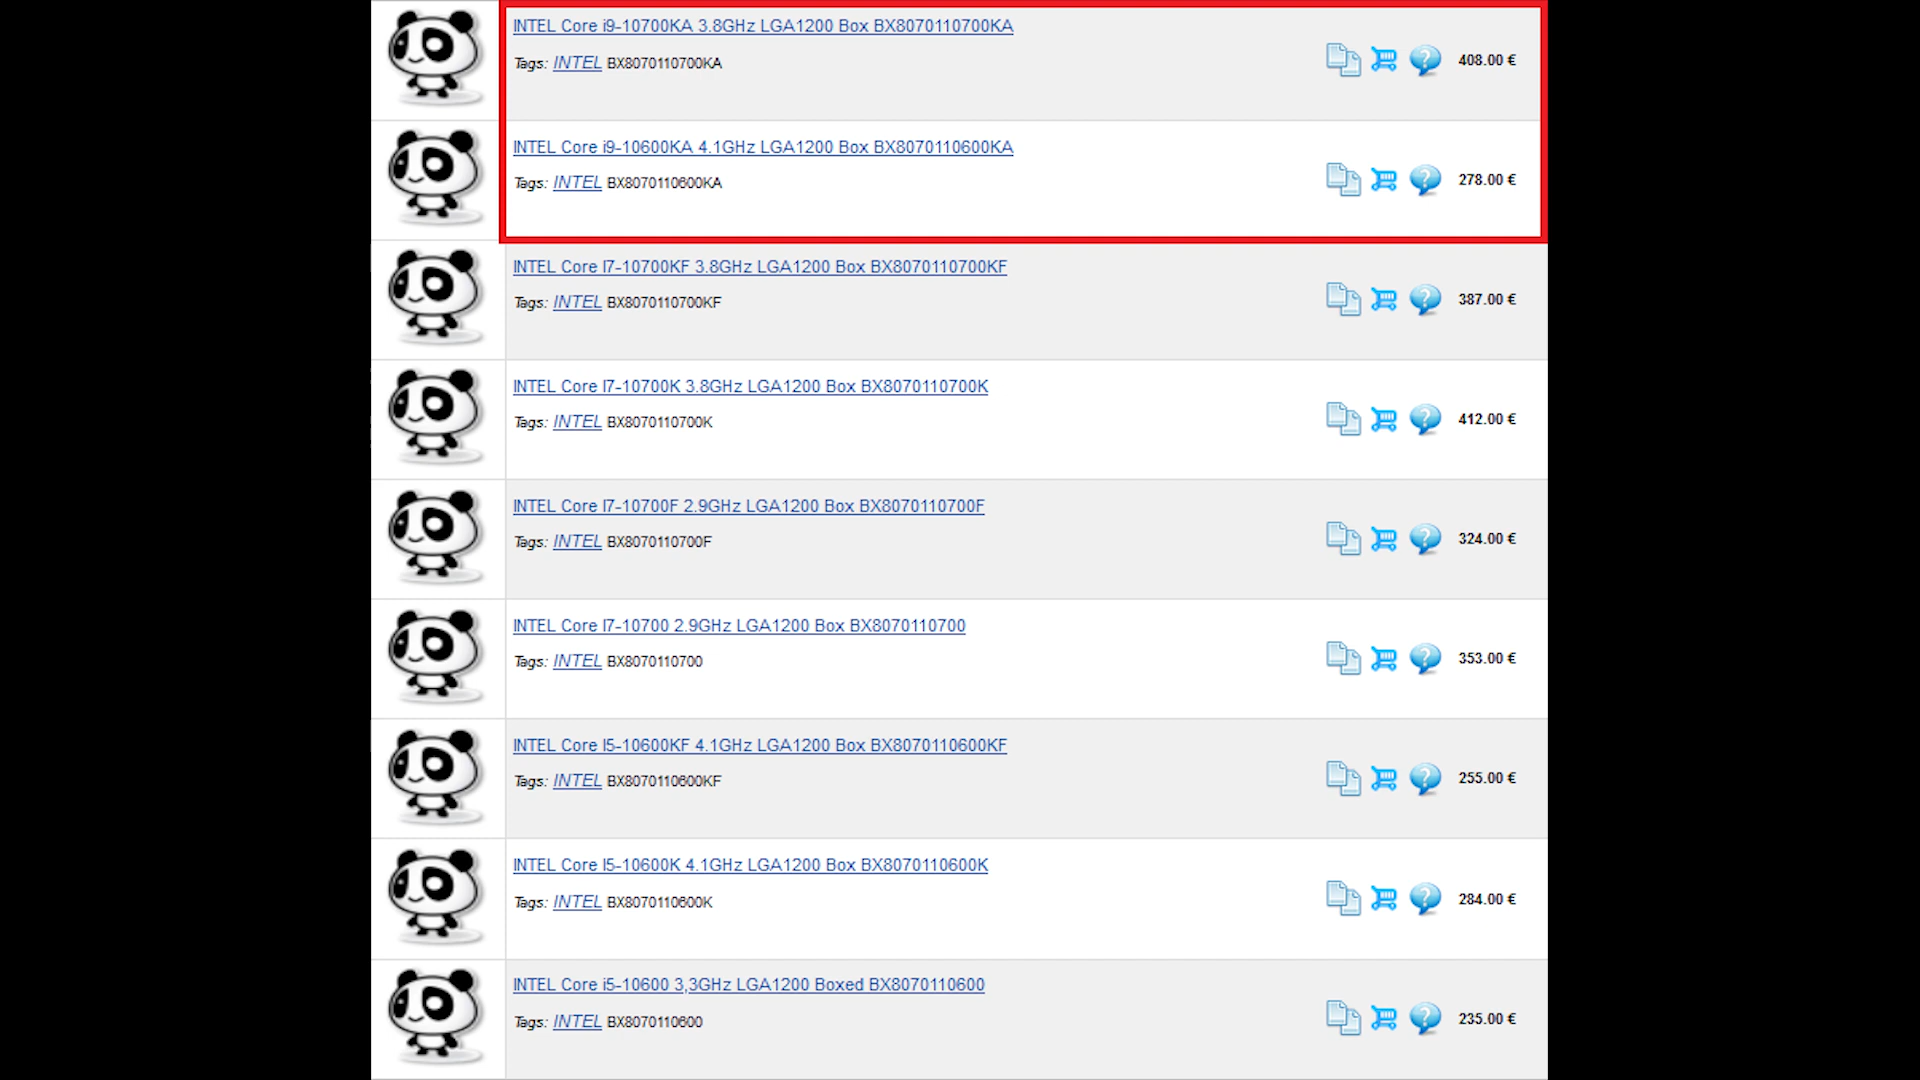 INTEL Core i9-10700KA 3.8GHz LGA1200 Box BX8070110700KA
Tags: INTEL BX8070110700KA
408.00 €
INTEL Core i9-10600KA 4.1GHz LGA1200 Box BX8070110600KA
Tags: INTEL BX8070110600KA
278.00 €
INTEL Core I7-10700KF 3.8GHz LGA1200 Box BX8070110700KF
Tags: INTEL BX8070110700KF
387.00 €
INTEL Core I7-10700K 3.8GHz LGA1200 Box BX8070110700K
Tags: INTEL BX8070110700K
412.00 €
INTEL Core I7-10700F 2.9GHz LGA1200 Box BX8070110700F
Tags: INTEL BX8070110700F
324.00 €
INTEL Core I7-10700 2.9GHz LGA1200 Box BX8070110700
Tags: INTEL BX8070110700
353.00 €
INTEL Core I5-10600KF 4.1GHz LGA1200 Box BX8070110600KF
Tags: INTEL BX8070110600KF
255.00 €
INTEL Core I5-10600K 4.1GHz LGA1200 Box BX8070110600K
Tags: INTEL BX8070110600K
284.00 €
INTEL Core i5-10600 3,3GHz LGA1200 Boxed BX8070110600
Tags: INTEL BX8070110600
235.00 €